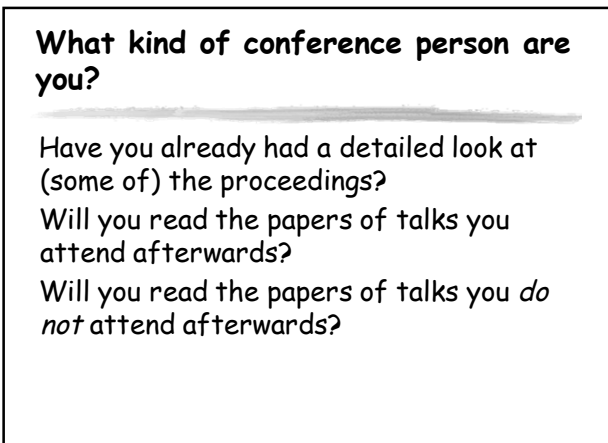 What kind of conference person are
you?
Have you already had a detailed look at
(some of) the proceedings?
Will you read the papers of talks you
attend afterwards?
Will you read the papers of talks you do
not attend afterwards?